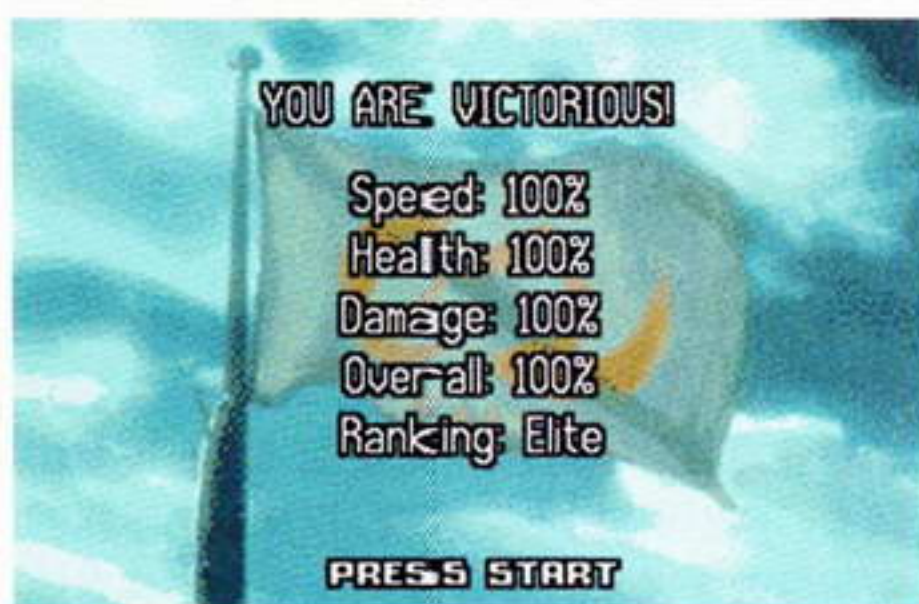 YOU ARE VICTORIOUS!
Speed: 100%
Health: 100%
Damage: 100%
Overall: 100%
Ranking: Elite
PRESS START